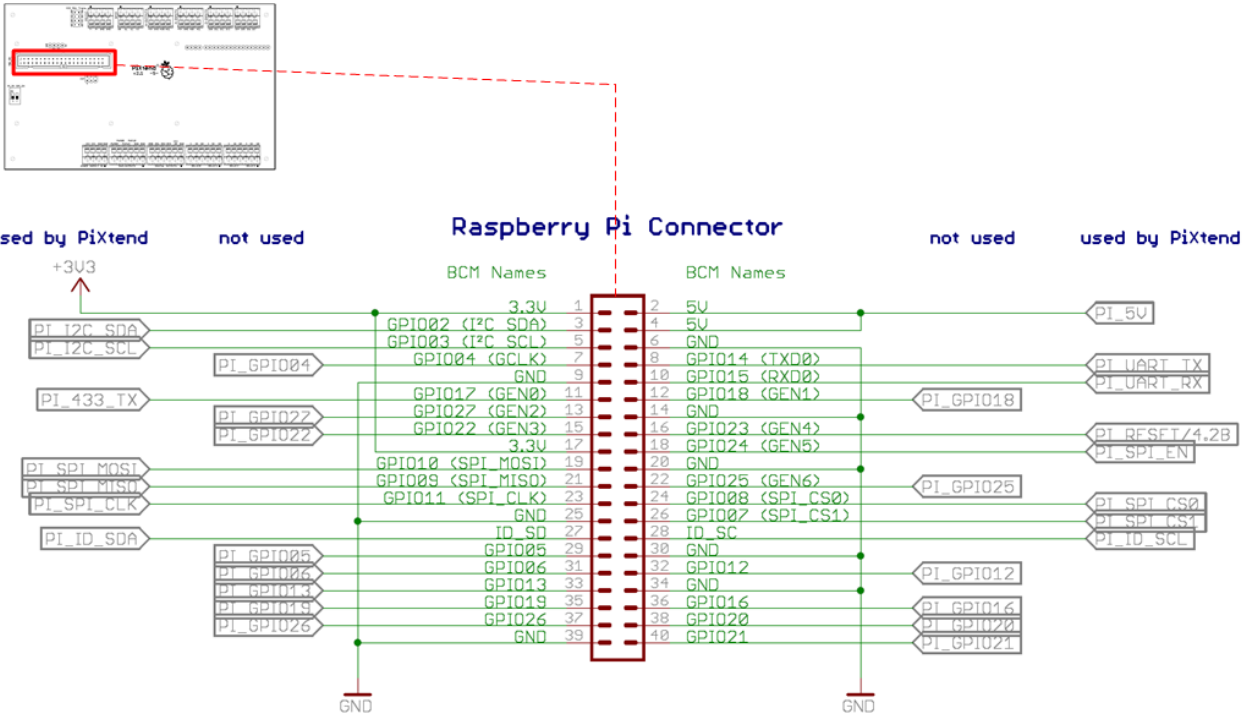 Raspberry Pi Connector
sed by PiXtend
not used
not used
used by PiXtend
+3V3
BCM Names
BCM Names
3.3V 1 2 5V PI_5V
PI_I2C_SDA GPIO02 (I²C SDA) 3 4 5V
PI_I2C_SCL GPIO03 (I²C SCL) 5 6 GND
PI_GPIO04 GPIO04 (GCLK) 7 8 GPIO14 (TXD0) PI_UART_TX
GND 9 10 GPIO15 (RXD0) PI_UART_RX
PI_433_TX GPIO17 (GEN0) 11 12 GPIO18 (GEN1) PI_GPIO18
PI_GPIO27 GPIO27 (GEN2) 13 14 GND
PI_GPIO22 GPIO22 (GEN3) 15 16 GPIO23 (GEN4) PI_RESET/4.2B
3.3V 17 18 GPIO24 (GEN5) PI_SPI_EN
PI_SPI_MOSI GPIO10 (SPI_MOSI) 19 20 GND
PI_SPI_MISO GPIO09 (SPI_MISO) 21 22 GPIO25 (GEN6) PI_GPIO25
PI_SPI_CLK GPIO11 (SPI_CLK) 23 24 GPIO08 (SPI_CS0) PI_SPI_CS0
GND 25 26 GPIO07 (SPI_CS1) PI_SPI_CS1
PI_ID_SDA ID_SD 27 28 ID_SC PI_ID_SCL
PI_GPIO05 GPIO05 29 30 GND
PI_GPIO06 GPIO06 31 32 GPIO12 PI_GPIO12
PI_GPIO13 GPIO13 33 34 GND
PI_GPIO19 GPIO19 35 36 GPIO16 PI_GPIO16
PI_GPIO26 GPIO26 37 38 GPIO20 PI_GPIO20
GND 39 40 GPIO21 PI_GPIO21
GND
GND